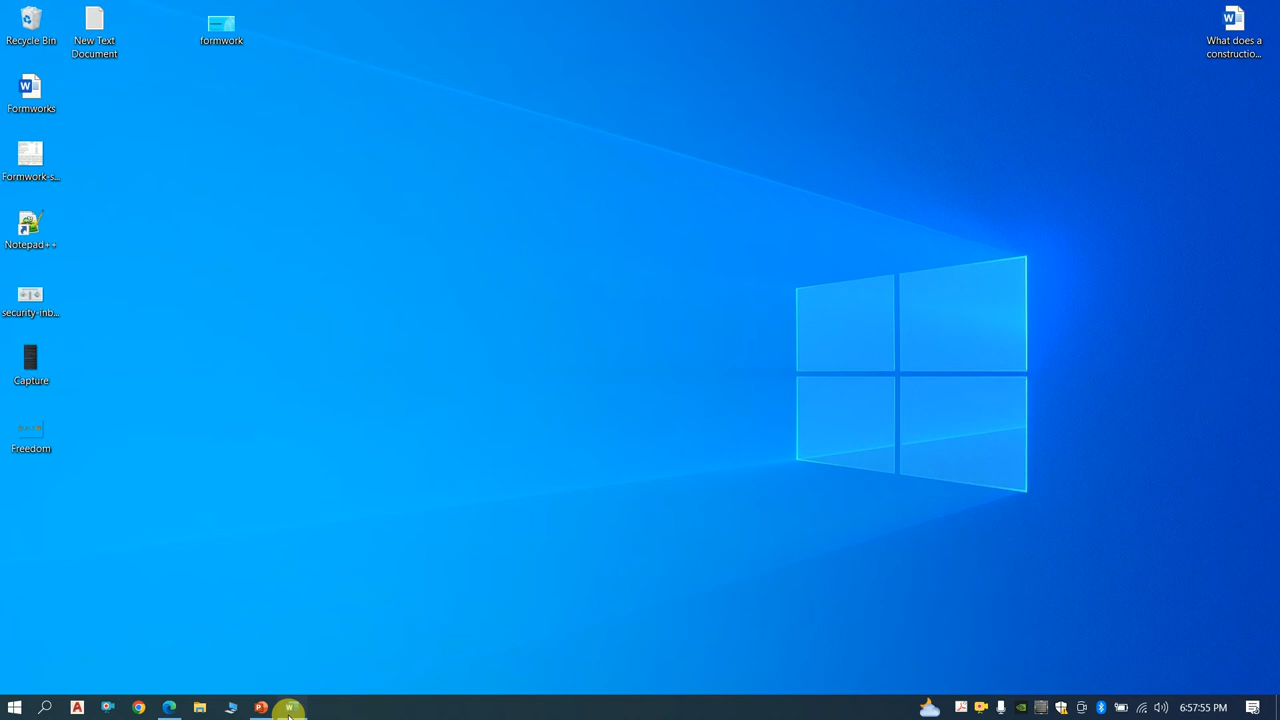 Recycle Bin
New Text
Document
formwork
What does a
constructio...
Formworks
Formwork-s...
Notepad++
security-inb...
Capture
Freedom
6:57:55 PM